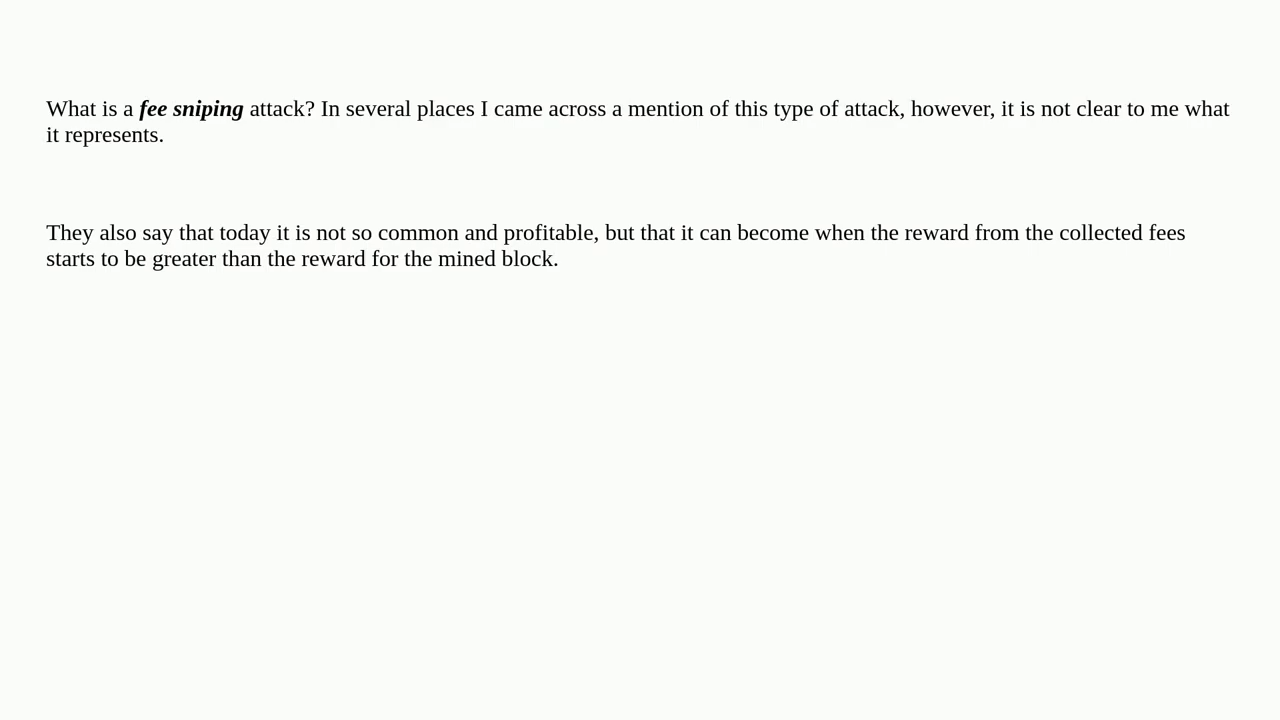 What is a fee sniping attack? In several places I came across a mention of this type of attack, however, it is not clear to me what
it represents.
They also say that today it is not so common and profitable, but that it can become when the reward from the collected fees
starts to be greater than the reward for the mined block.